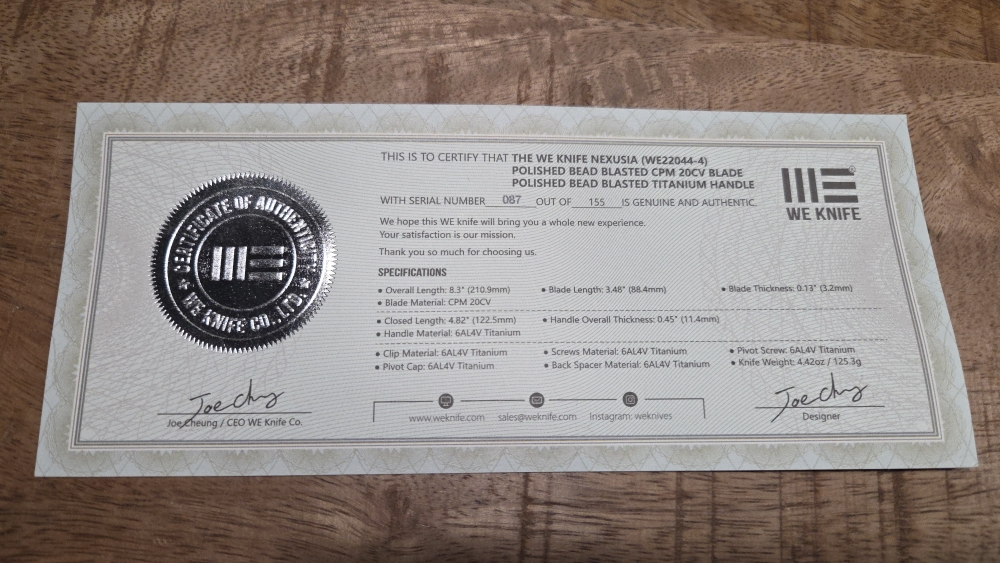 THIS IS TO CERTIFY THAT THE WE KNIFE NEXUSIA (WE22044-4)
POLISHED BEAD BLASTED CPM 20CV BLADE
POLISHED BEAD BLASTED TITANIUM HANDLE
WITH SERIAL NUMBER 087 OUT OF 155 IS GENUINE AND AUTHENTIC.
WE KNIFE
We hope this WE knife will bring you a whole new experience.
Your satisfaction is our mission.
Thank you so much for choosing us.
CERTIFICATE OF AUTHENTICITY
WE KNIFE CO.,LTD.
SPECIFICATIONS
• Overall Length: 8.3" (210.9mm) • Blade Length: 3.48" (88.4mm) • Blade Thickness: 0.13" (3.2mm)
• Blade Material: CPM 20CV
• Closed Length: 4.82" (122.5mm) • Handle Overall Thickness: 0.45" (11.4mm)
• Handle Material: 6AL4V Titanium
• Clip Material: 6AL4V Titanium • Screws Material: 6AL4V Titanium • Pivot Screw: 6AL4V Titanium
• Pivot Cap: 6AL4V Titanium • Back Spacer Material: 6AL4V Titanium • Knife Weight: 4.42oz / 125.3g
Joe Cheung / CEO WE Knife Co.
www.weknife.com sales@weknife.com Instagram: weknives
Designer